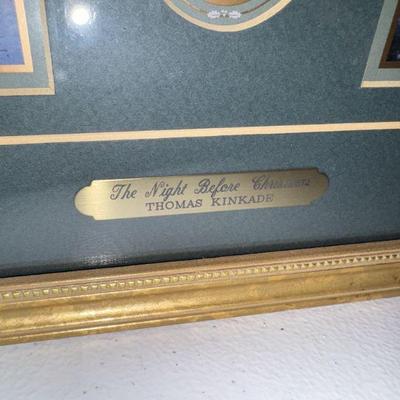 The Night Before Christmas
THOMAS KINKADE